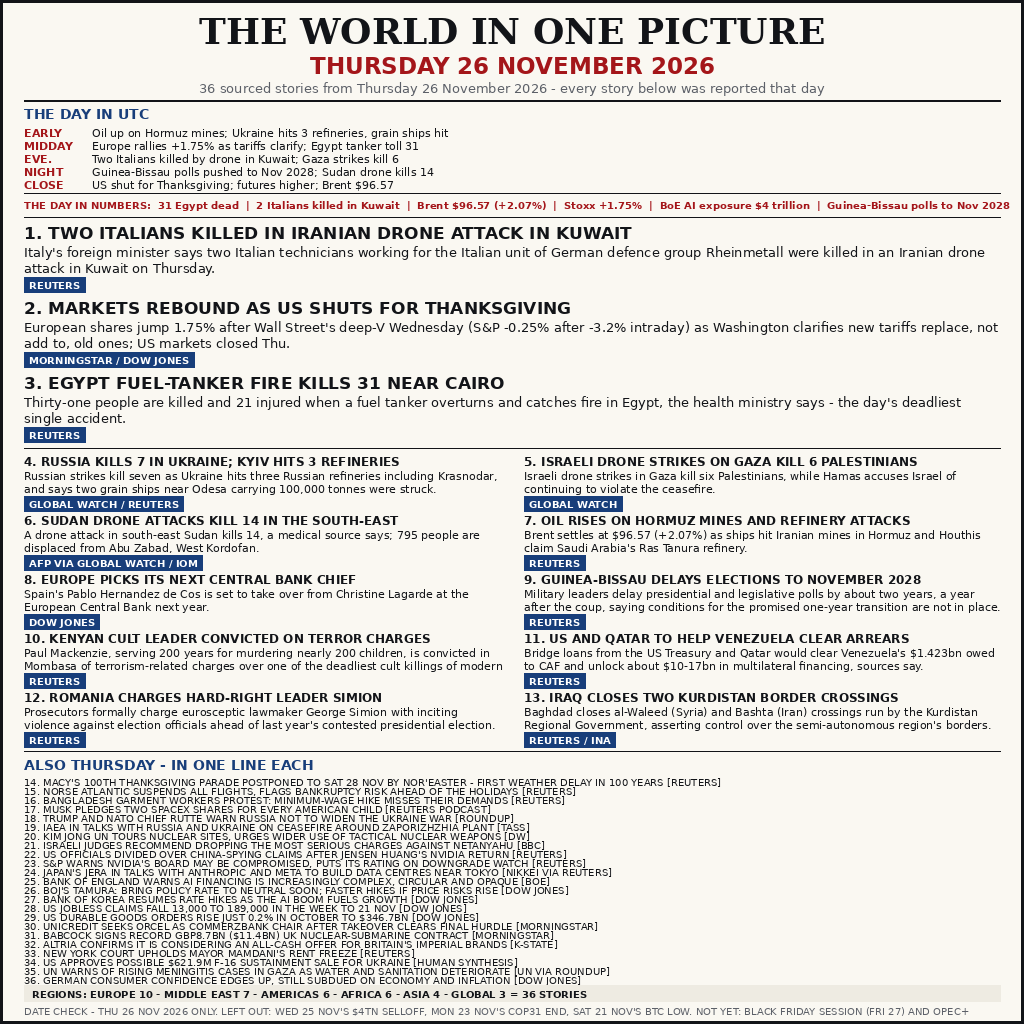 THE WORLD IN ONE PICTURE
THURSDAY 26 NOVEMBER 2026
36 sourced stories from Thursday 26 November 2026 - every story below was reported that day
THE DAY IN UTC
EARLY Oil up on Hormuz mines; Ukraine hits 3 refineries, grain ships hit
MIDDAY Europe rallies +1.75% as tariffs clarify; Egypt tanker toll 31
EVE. Two Italians killed by drone in Kuwait; Gaza strikes kill 6
NIGHT Guinea-Bissau polls pushed to Nov 2028; Sudan drone kills 14
CLOSE US shut for Thanksgiving; futures higher; Brent $96.57
THE DAY IN NUMBERS: 31 Egypt dead | 2 Italians killed in Kuwait | Brent $96.57 (+2.07%) | Stoxx +1.75% | BoE AI exposure $4 trillion | Guinea-Bissau polls to Nov 2028
1. TWO ITALIANS KILLED IN IRANIAN DRONE ATTACK IN KUWAIT
Italy's foreign minister says two Italian technicians working for the Italian unit of German defence group Rheinmetall were killed in an Iranian drone
attack in Kuwait on Thursday.
REUTERS
2. MARKETS REBOUND AS US SHUTS FOR THANKSGIVING
European shares jump 1.75% after Wall Street's deep-V Wednesday (S&P -0.25% after -3.2% intraday) as Washington clarifies new tariffs replace, not
add to, old ones; US markets closed Thu.
MORNINGSTAR / DOW JONES
3. EGYPT FUEL-TANKER FIRE KILLS 31 NEAR CAIRO
Thirty-one people are killed and 21 injured when a fuel tanker overturns and catches fire in Egypt, the health ministry says - the day's deadliest
single accident.
REUTERS
4. RUSSIA KILLS 7 IN UKRAINE; KYIV HITS 3 REFINERIES
Russian strikes kill seven as Ukraine hits three Russian refineries including Krasnodar,
and says two grain ships near Odesa carrying 100,000 tonnes were struck.
GLOBAL WATCH / REUTERS
5. ISRAELI DRONE STRIKES ON GAZA KILL 6 PALESTINIANS
Israeli drone strikes in Gaza kill six Palestinians, while Hamas accuses Israel of
continuing to violate the ceasefire.
GLOBAL WATCH
6. SUDAN DRONE ATTACKS KILL 14 IN THE SOUTH-EAST
A drone attack in south-east Sudan kills 14, a medical source says; 795 people are
displaced from Abu Zabad, West Kordofan.
AFP VIA GLOBAL WATCH / IOM
7. OIL RISES ON HORMUZ MINES AND REFINERY ATTACKS
Brent settles at $96.57 (+2.07%) as ships hit Iranian mines in Hormuz and Houthis
claim Saudi Arabia's Ras Tanura refinery.
REUTERS
8. EUROPE PICKS ITS NEXT CENTRAL BANK CHIEF
Spain's Pablo Hernandez de Cos is set to take over from Christine Lagarde at the
European Central Bank next year.
DOW JONES
9. GUINEA-BISSAU DELAYS ELECTIONS TO NOVEMBER 2028
Military leaders delay presidential and legislative polls by about two years, a year
after the coup, saying conditions for the promised one-year transition are not in place.
REUTERS
10. KENYAN CULT LEADER CONVICTED ON TERROR CHARGES
Paul Mackenzie, serving 200 years for murdering nearly 200 children, is convicted in
Mombasa of terrorism-related charges over one of the deadliest cult killings of modern
REUTERS
11. US AND QATAR TO HELP VENEZUELA CLEAR ARREARS
Bridge loans from the US Treasury and Qatar would clear Venezuela's $1.423bn owed
to CAF and unlock about $10-17bn in multilateral financing, sources say.
REUTERS
12. ROMANIA CHARGES HARD-RIGHT LEADER SIMION
Prosecutors formally charge eurosceptic lawmaker George Simion with inciting
violence against election officials ahead of last year's contested presidential election.
REUTERS
13. IRAQ CLOSES TWO KURDISTAN BORDER CROSSINGS
Baghdad closes al-Waleed (Syria) and Bashta (Iran) crossings run by the Kurdistan
Regional Government, asserting control over the semi-autonomous region's borders.
REUTERS / INA
ALSO THURSDAY - IN ONE LINE EACH
14. MACY'S 100TH THANKSGIVING PARADE POSTPONED TO SAT 28 NOV BY NOR'EASTER - FIRST WEATHER DELAY IN 100 YEARS [REUTERS]
15. NORSE ATLANTIC SUSPENDS ALL FLIGHTS, FLAGS BANKRUPTCY RISK AHEAD OF THE HOLIDAYS [REUTERS]
16. BANGLADESH GARMENT WORKERS PROTEST: MINIMUM-WAGE HIKE MISSES THEIR DEMANDS [REUTERS]
17. MUSK PLEDGES TWO SPACEX SHARES FOR EVERY AMERICAN CHILD [REUTERS PODCAST]
18. TRUMP AND NATO CHIEF RUTTE WARN RUSSIA NOT TO WIDEN THE UKRAINE WAR [ROUNDUP]
19. IAEA IN TALKS WITH RUSSIA AND UKRAINE ON CEASEFIRE AROUND ZAPORIZHZHIA PLANT [TASS]
20. KIM JONG UN TOURS NUCLEAR SITES, URGES WIDER USE OF TACTICAL NUCLEAR WEAPONS [DW]
21. ISRAELI JUDGES RECOMMEND DROPPING THE MOST SERIOUS CHARGES AGAINST NETANYAHU [BBC]
22. US OFFICIALS DIVIDED OVER CHINA-SPYING CLAIMS AFTER JENSEN HUANG'S NVIDIA RETURN [REUTERS]
23. S&P WARNS NVIDIA'S BOARD MAY BE COMPROMISED, PUTS ITS RATING ON DOWNGRADE WATCH [REUTERS]
24. JAPAN'S JERA IN TALKS WITH ANTHROPIC AND META TO BUILD DATA CENTRES NEAR TOKYO [NIKKEI VIA REUTERS]
25. BANK OF ENGLAND WARNS AI FINANCING IS INCREASINGLY COMPLEX, CIRCULAR AND OPAQUE [BOE]
26. BOJ'S TAMURA: BRING POLICY RATE TO NEUTRAL SOON; FASTER HIKES IF PRICE RISKS RISE [DOW JONES]
27. BANK OF KOREA RESUMES RATE HIKES AS THE AI BOOM FUELS GROWTH [DOW JONES]
28. US JOBLESS CLAIMS FALL 13,000 TO 189,000 IN THE WEEK TO 21 NOV [DOW JONES]
29. US DURABLE GOODS ORDERS RISE JUST 0.2% IN OCTOBER TO $346.7BN [DOW JONES]
30. UNICREDIT SEEKS ORCEL AS COMMERZBANK CHAIR AFTER TAKEOVER CLEARS FINAL HURDLE [MORNINGSTAR]
31. BABCOCK SIGNS RECORD GBP8.7BN ($11.4BN) UK NUCLEAR-SUBMARINE CONTRACT [MORNINGSTAR]
32. ALTRIA CONFIRMS IT IS CONSIDERING AN ALL-CASH OFFER FOR BRITAIN'S IMPERIAL BRANDS [K-STATE]
33. NEW YORK COURT UPHOLDS MAYOR MAMDANI'S RENT FREEZE [REUTERS]
34. US APPROVES POSSIBLE $621.9M F-16 SUSTAINMENT SALE FOR UKRAINE [HUMAN SYNTHESIS]
35. UN WARNS OF RISING MENINGITIS CASES IN GAZA AS WATER AND SANITATION DETERIORATE [UN VIA ROUNDUP]
36. GERMAN CONSUMER CONFIDENCE EDGES UP, STILL SUBDUED ON ECONOMY AND INFLATION [DOW JONES]
REGIONS: EUROPE 10 - MIDDLE EAST 7 - AMERICAS 6 - AFRICA 6 - ASIA 4 - GLOBAL 3 = 36 STORIES
DATE CHECK - THU 26 NOV 2026 ONLY. LEFT OUT: WED 25 NOV'S $4TN SELLOFF, MON 23 NOV'S COP31 END, SAT 21 NOV'S BTC LOW. NOT YET: BLACK FRIDAY SESSION (FRI 27) AND OPEC+